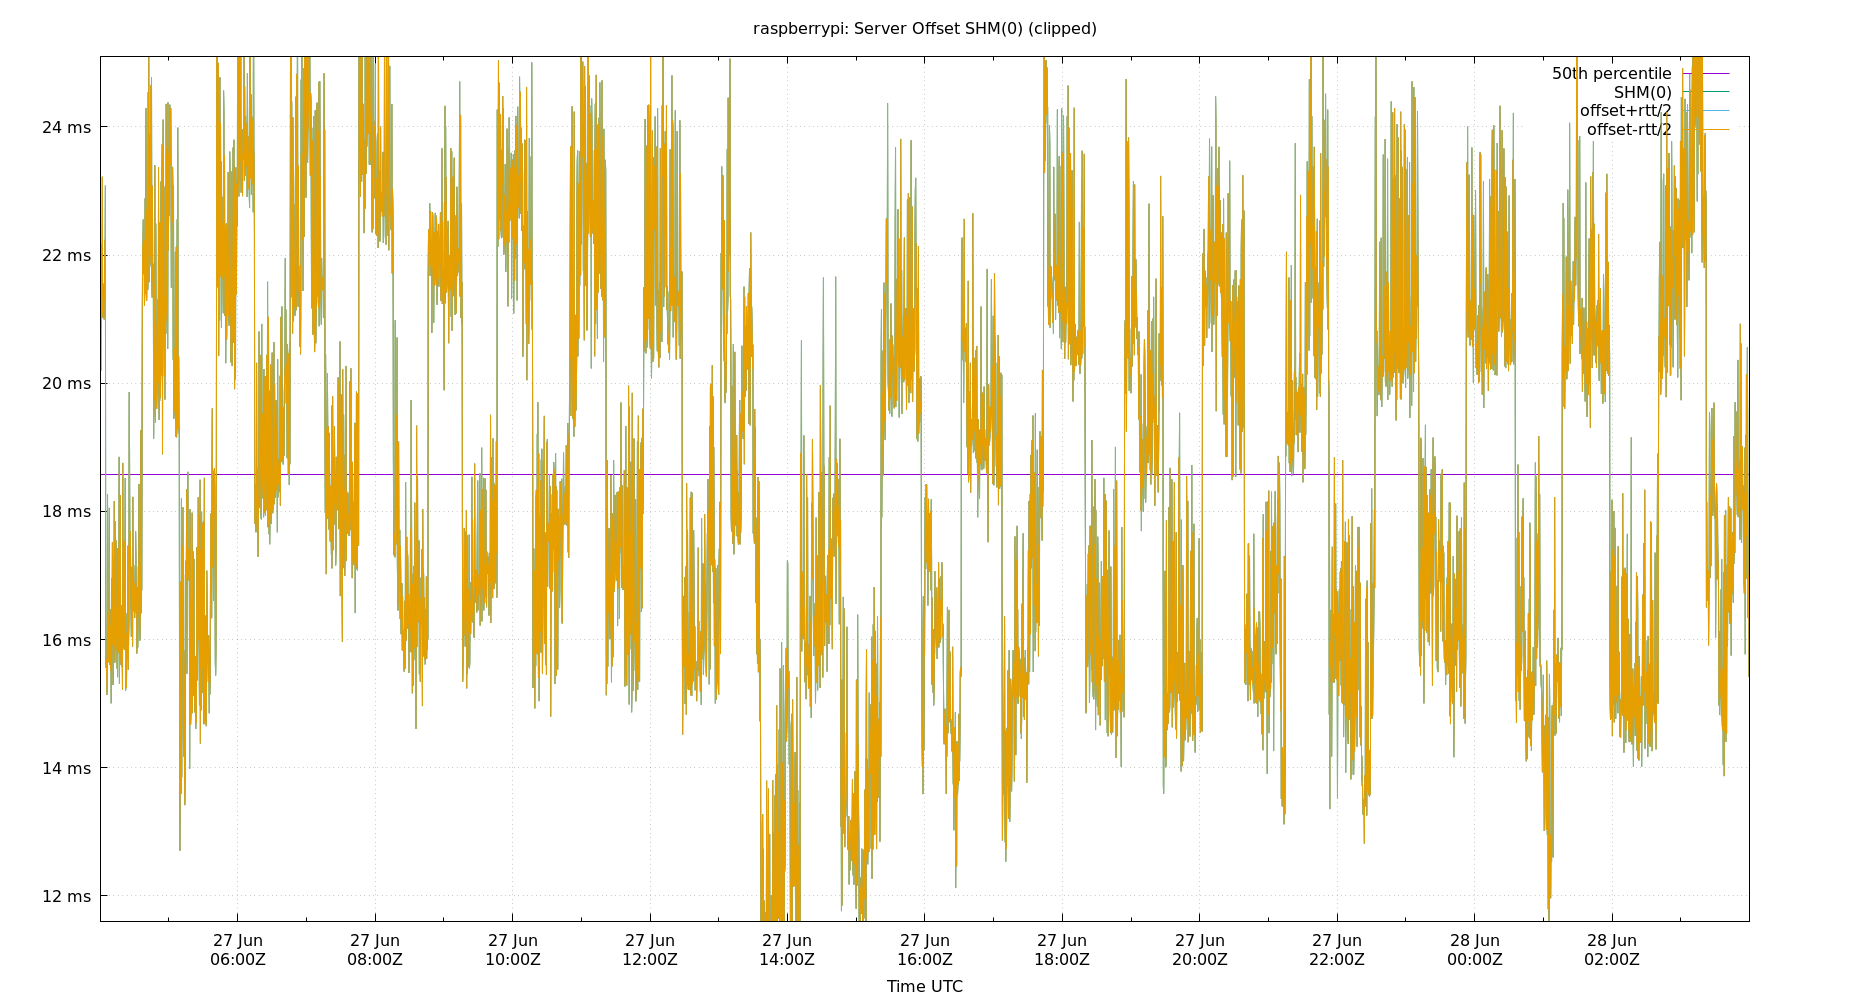 raspberrypi: Server Offset SHM(0) (clipped)
50th percentile
SHM(0)
offset+rtt/2
offset-rtt/2
24 ms
22 ms
20 ms
18 ms
16 ms
14 ms
12 ms
27 Jun 27 Jun 27 Jun 27 Jun 27 Jun 27 Jun 27 Jun 27 Jun 27 Jun 28 Jun 28 Jun
06:00Z 08:00Z 10:00Z 12:00Z 14:00Z 16:00Z 18:00Z 20:00Z 22:00Z 00:00Z 02:00Z
Time UTC